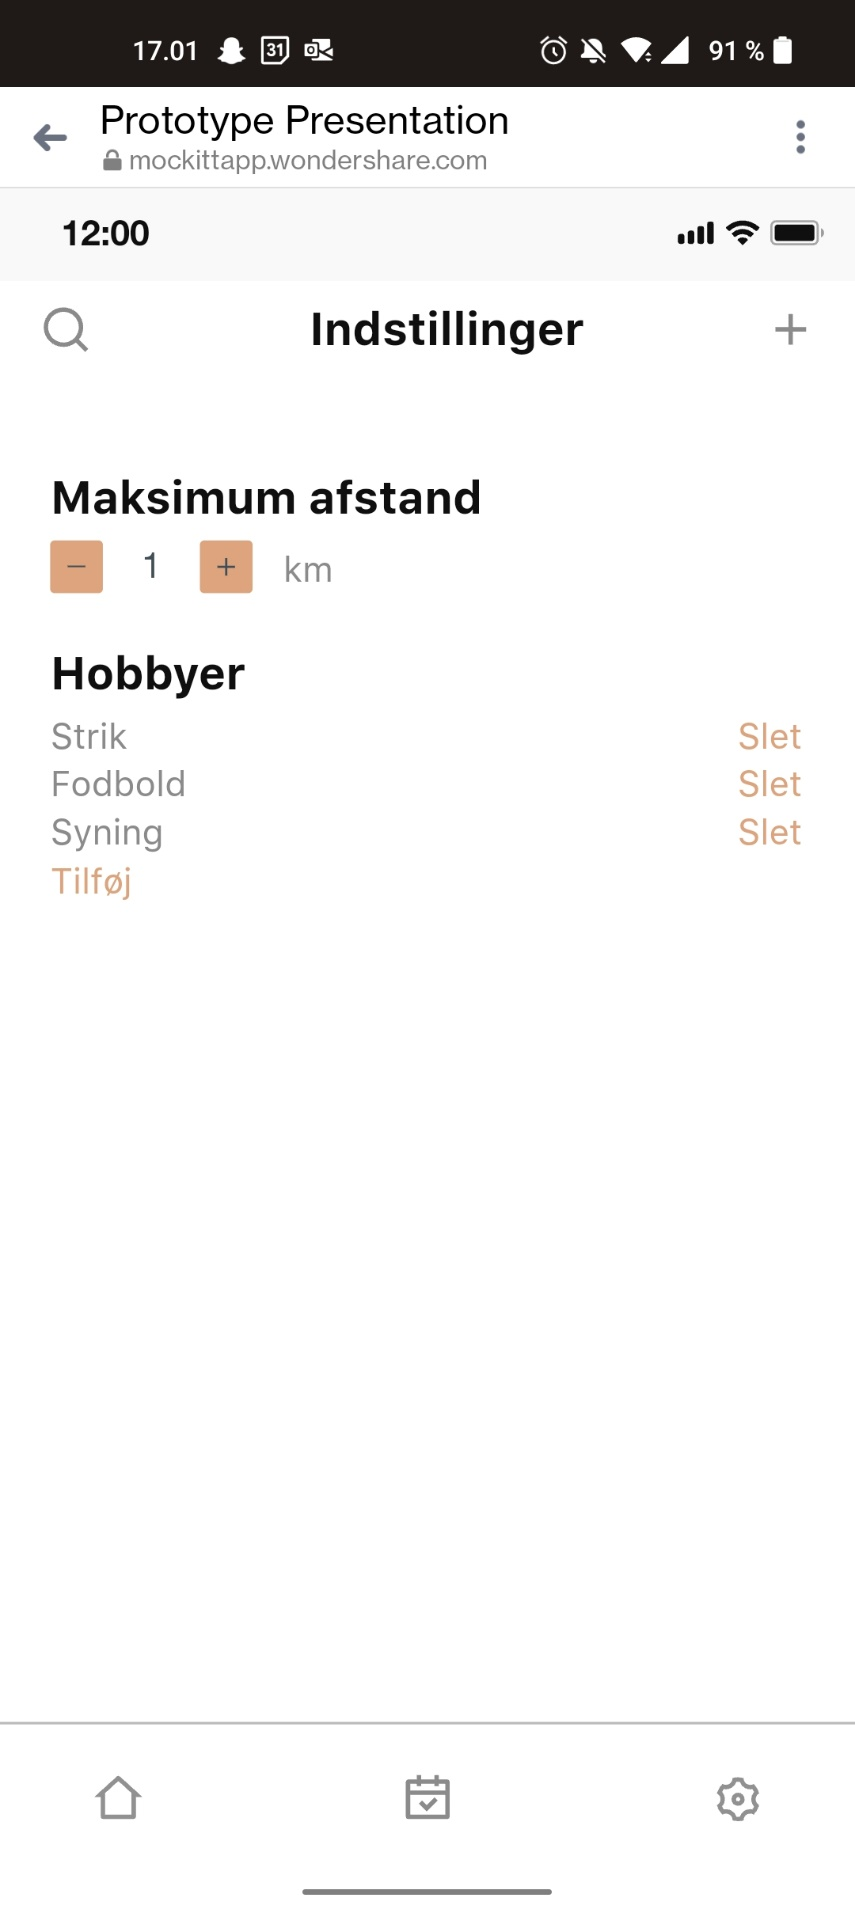 17.01 31 91 %
Prototype Presentation
mockittapp.wondershare.com
12:00
Indstillinger
Maksimum afstand
− 1 + km
Hobbyer
Strik Slet
Fodbold Slet
Syning Slet
Tilføj